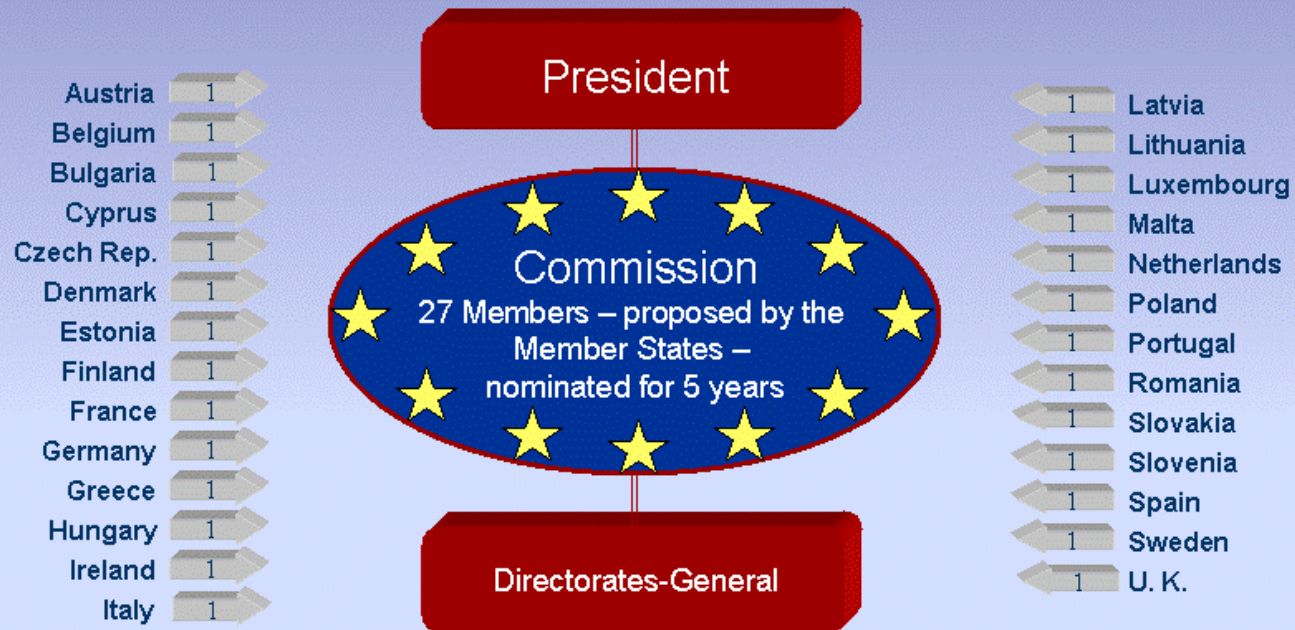 President
Austria 1
Belgium 1
Bulgaria 1
Cyprus 1
Czech Rep. 1
Denmark 1
Estonia 1
Finland 1
France 1
Germany 1
Greece 1
Hungary 1
Ireland 1
Italy 1
Commission
27 Members – proposed by the
Member States –
nominated for 5 years
1 Latvia
1 Lithuania
1 Luxembourg
1 Malta
1 Netherlands
1 Poland
1 Portugal
1 Romania
1 Slovakia
1 Slovenia
1 Spain
1 Sweden
1 U. K.
Directorates-General